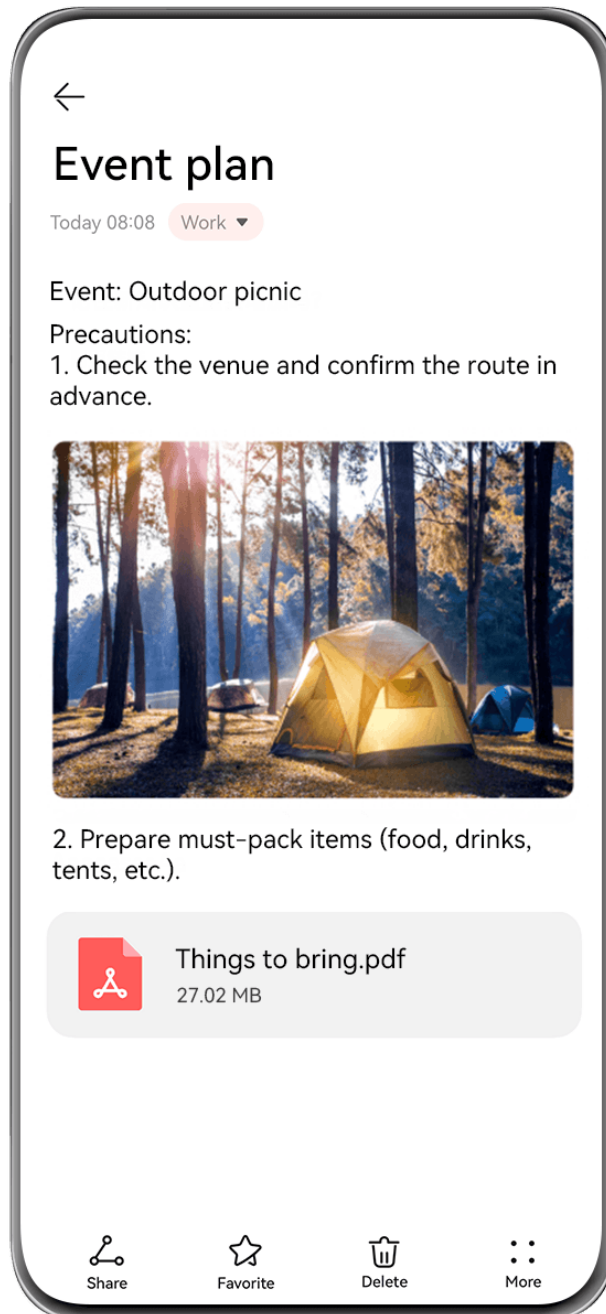 Event plan
Today 08:08 Work
Event: Outdoor picnic
Precautions:
1. Check the venue and confirm the route in
advance.
2. Prepare must-pack items (food, drinks,
tents, etc.).
Things to bring.pdf
27.02 MB
Share Favorite Delete More